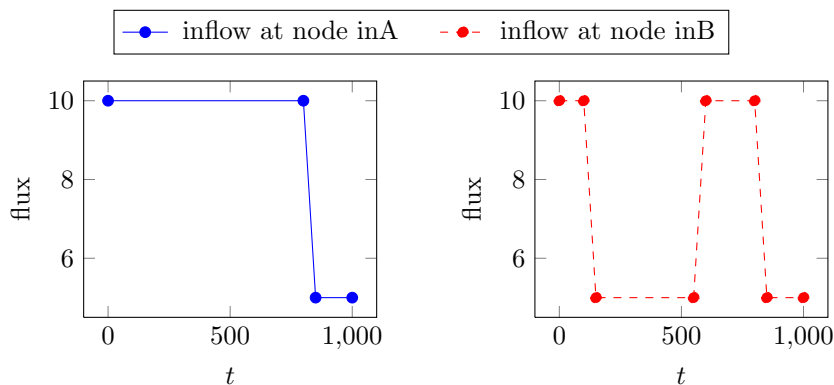 inflow at node inA
inflow at node inB
10
8
6
flux
0
500
1,000
t
10
8
6
flux
0
500
1,000
t